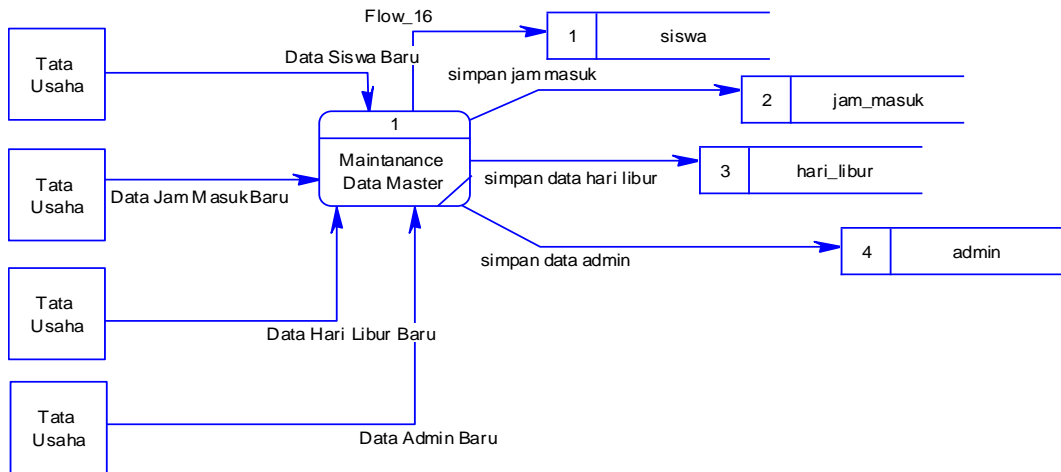 Flow_16
1
siswa
Tata
Usaha
Data Siswa Baru
simpan jam masuk
2
jam_masuk
1
Maintanance
Data Master
Tata
Usaha
Data Jam Masuk Baru
simpan data hari libur
3
hari_libur
simpan data admin
4
admin
Tata
Usaha
Data Hari Libur Baru
Tata
Usaha
Data Admin Baru